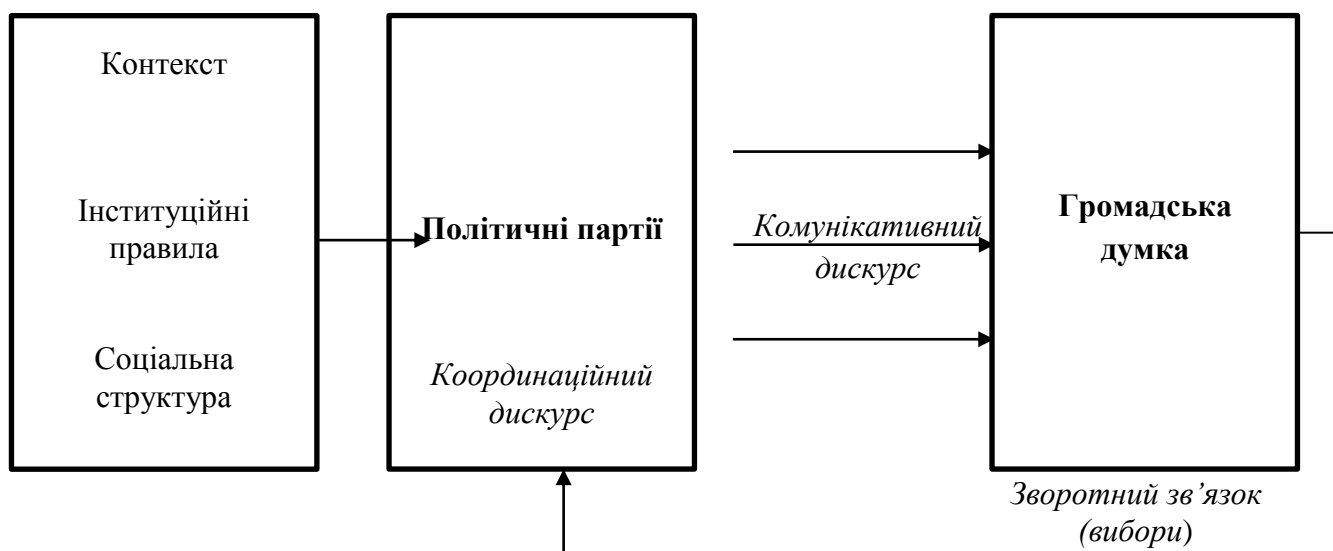 Контекст
Інституційні
правила
Соціальна
структура
Політичні партії
Координаційний
дискурс
Комунікативний
дискурс
Громадська
думка
Зворотний зв’язок
(вибори)